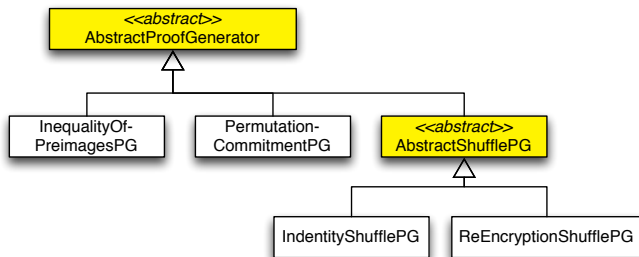 <<abstract>>
AbstractProofGenerator
InequalityOf-
PreimagesPG
Permutation-
CommitmentPG
<<abstract>>
AbstractShufflePG
IndentityShufflePG
ReEncryptionShufflePG